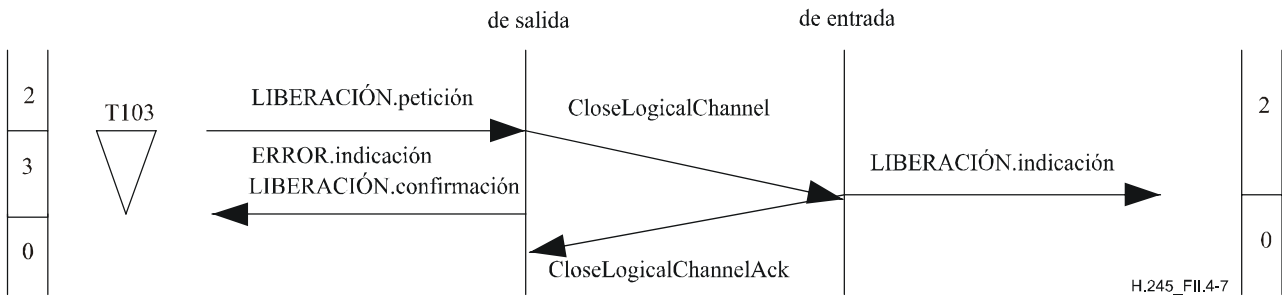 de salida
de entrada
2
T103
LIBERACIÓN.petición
CloseLogicalChannel
2
3
ERROR.indicación
LIBERACIÓN.confirmación
LIBERACIÓN.indicación
0
CloseLogicalChannelAck
0
H.245_FII.4-7